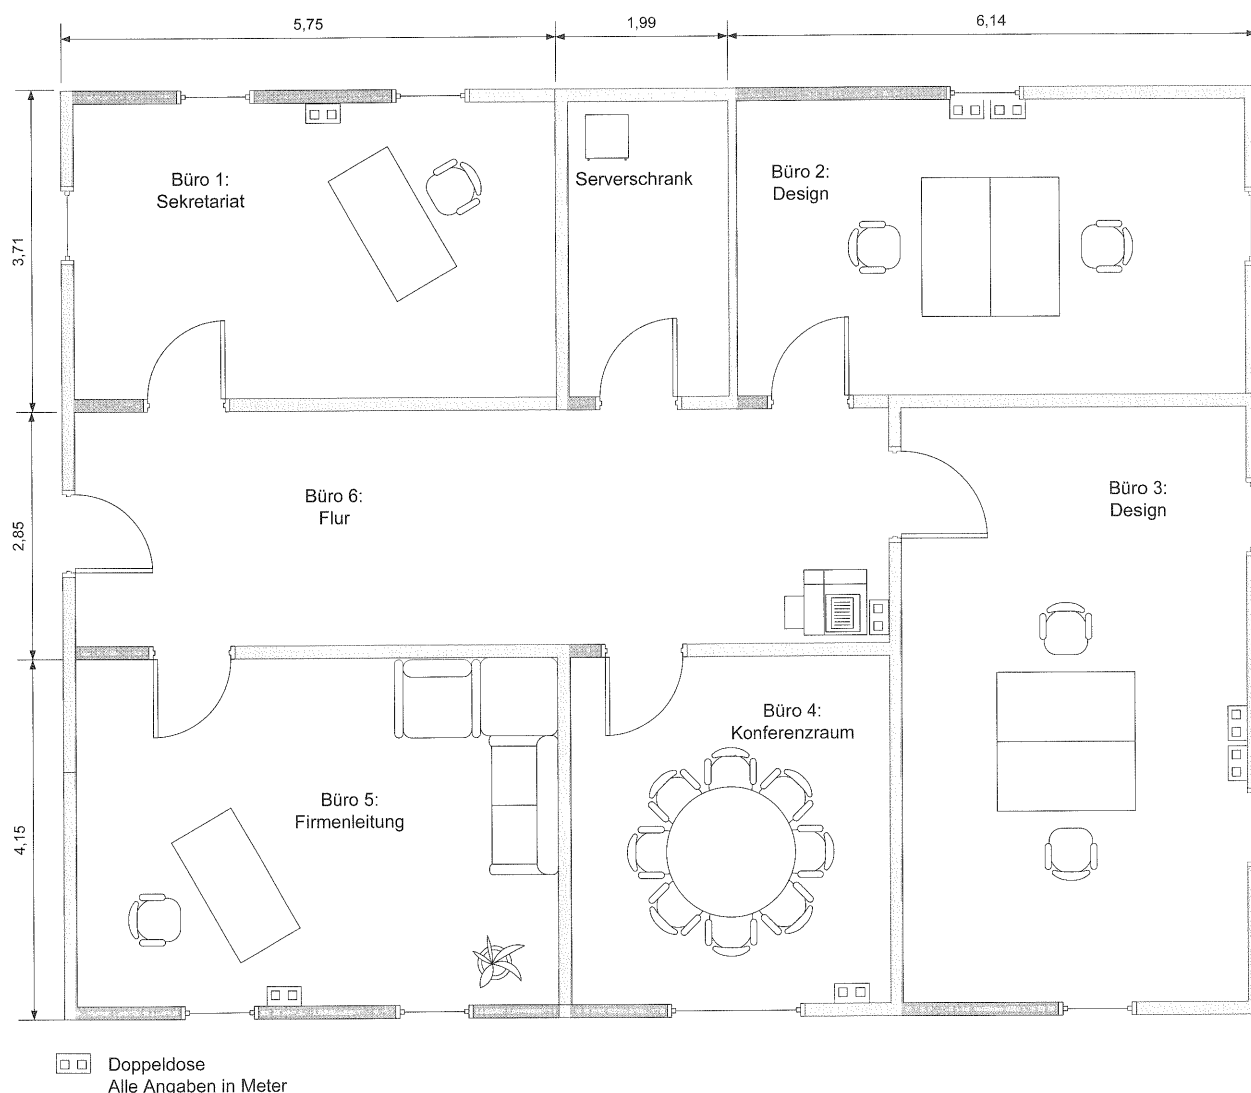 5,75
1,99
6,14
3,71
Büro 1:
Sekretariat
Serverschrank
Büro 2:
Design
2,85
Büro 6:
Flur
Büro 3:
Design
4,15
Büro 4:
Konferenzraum
Büro 5:
Firmenleitung
Doppeldose
Alle Angaben in Meter